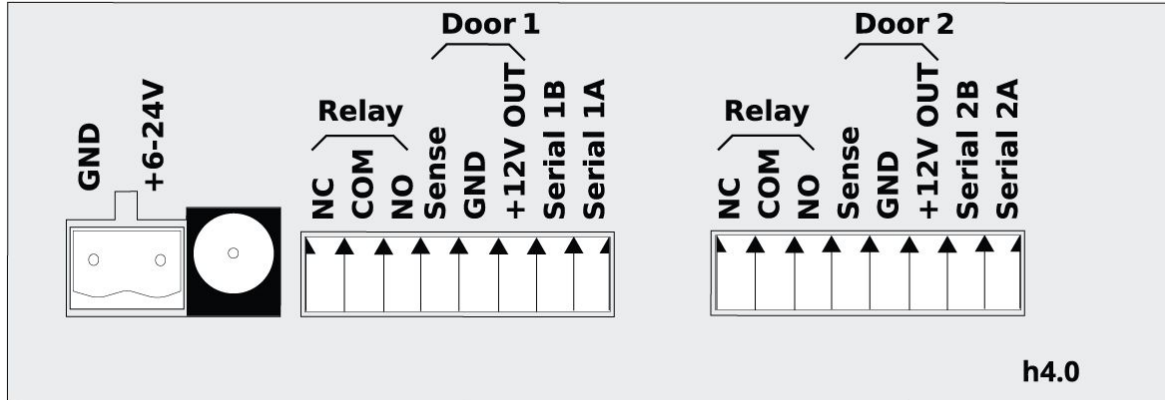 Door 1
Door 2
Relay
Relay
GND
+6-24V
NC
COM
NO
Sense
GND
+12V OUT
Serial 1B
Serial 1A
NC
COM
NO
Sense
GND
+12V OUT
Serial 2B
Serial 2A
h4.0